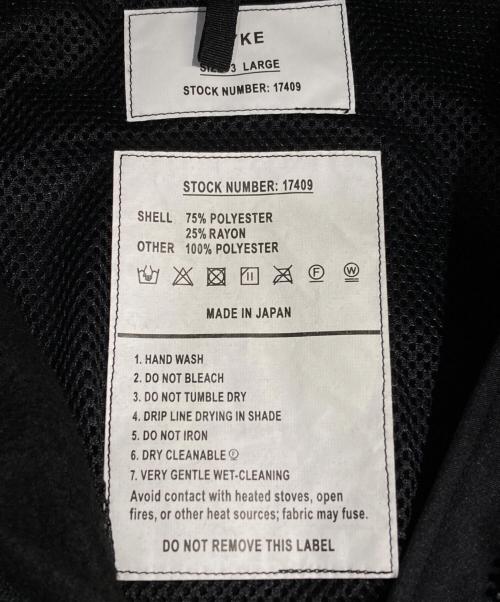 YKE
3 LARGE
STOCK NUMBER: 17409
STOCK NUMBER: 17409
SHELL 75% POLYESTER
25% RAYON
OTHER 100% POLYESTER
F W
MADE IN JAPAN
1. HAND WASH
2. DO NOT BLEACH
3. DO NOT TUMBLE DRY
4. DRIP LINE DRYING IN SHADE
5. DO NOT IRON
6. DRY CLEANABLE Ⓕ
7. VERY GENTLE WET-CLEANING
Avoid contact with heated stoves, open
fires, or other heat sources; fabric may fuse.
DO NOT REMOVE THIS LABEL